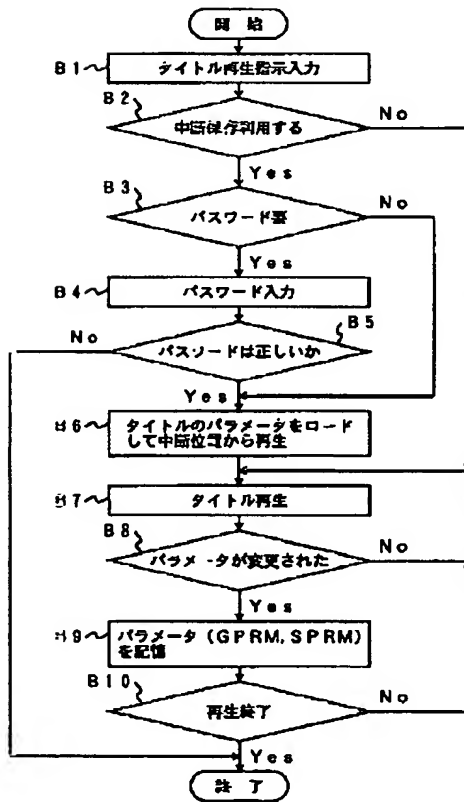 開始
B1
タイトル再生指示入力
B2
中断保存利用する
No
Yes
B3
パスワード要
No
Yes
B4
パスワード入力
B5
No
パスワードは正しいか
Yes
B6
タイトルのパラメータをロード
して中断位置から再生
B7
タイトル再生
B8
パラメータが変更された
No
Yes
B9
パラメータ(GPRM,SPRM)
を記憶
B10
再生終了
No
Yes
終了